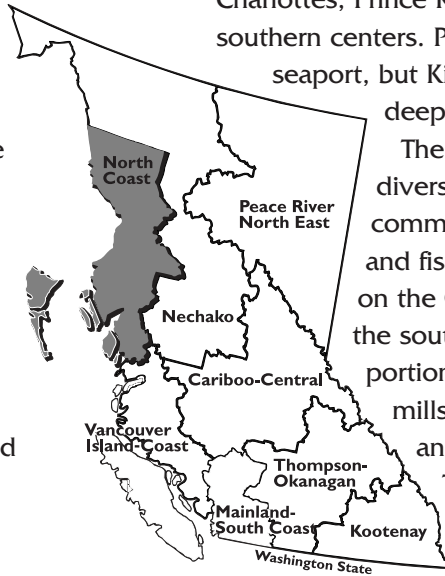 southern centers. P
seaport, but Ki
deep
The
divers
comm
and fis
on the
the sout
portion
mills
an
d
North
Coast
Peace River
North East
Nechako
Cariboo-Central
Vancouver
Island-Coast
Thompson-
Okanagan
Mainland-
South Coast
Kootenay
Washington State